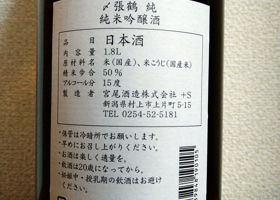 〆張鶴 純
純米吟醸酒
品目 日本酒
内容量 1.8L
原材料名 米(国産)、米こうじ(国産米)
精米歩合 50%
アルコール分 15度
製造者 宮尾酒造株式会社 +S
新潟県村上市上片町5-15
TEL 0254-52-5181
・保管は冷暗所でお願いします。
・早めにお召し上がりください。
・お酒は楽しく適量を。
・飲酒は20歳になってから。
・妊娠中・授乳期の飲酒はお避け
ください。